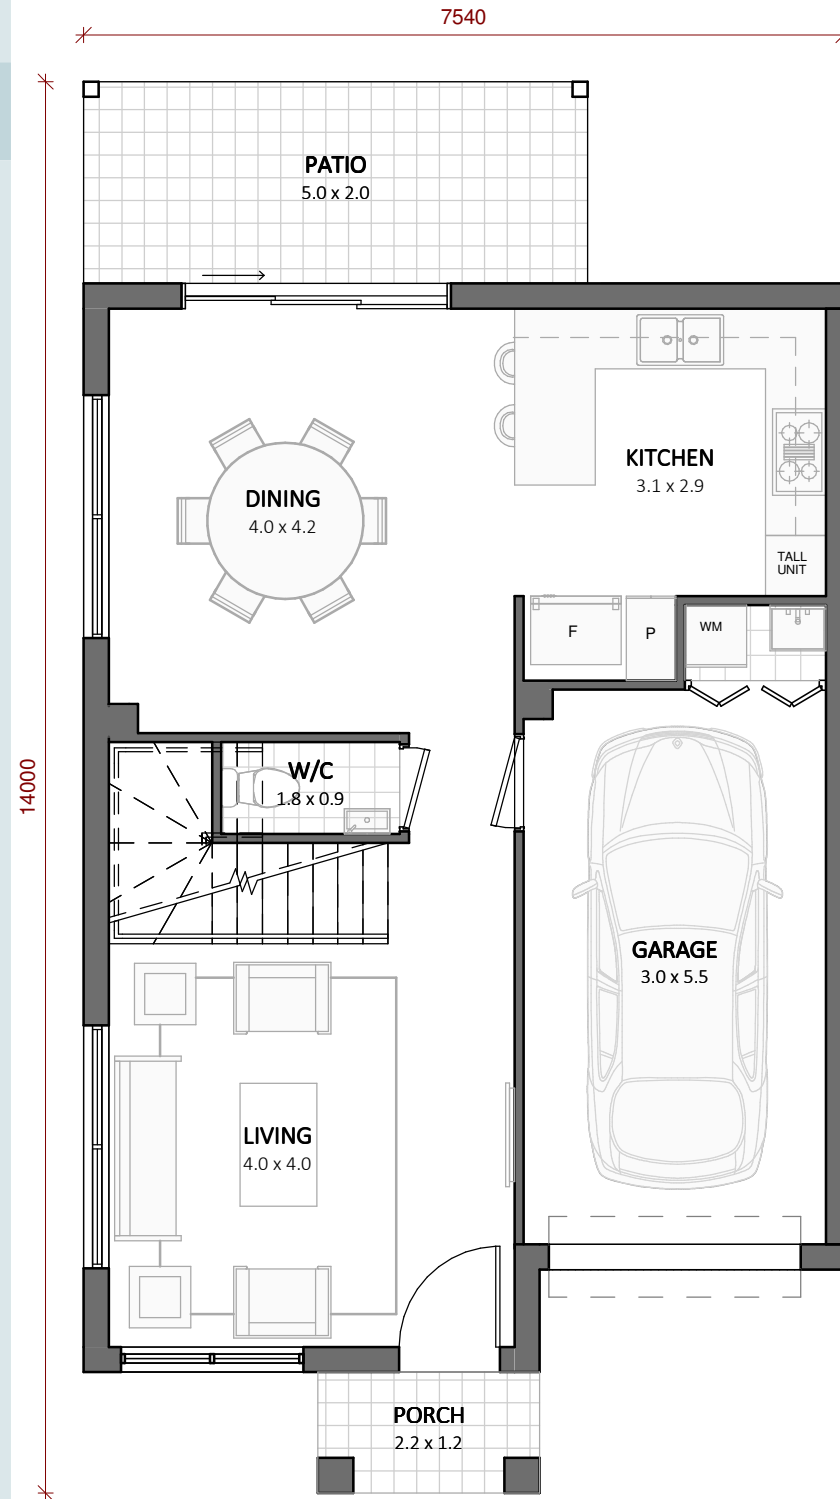 7540
PATIO
5.0 x 2.0
KITCHEN
3.1 x 2.9
DINING
4.0 x 4.2
TALL
UNIT
F
P
WM
W/C
1.8 x 0.9
14000
GARAGE
3.0 x 5.5
LIVING
4.0 x 4.0
PORCH
2.2 x 1.2